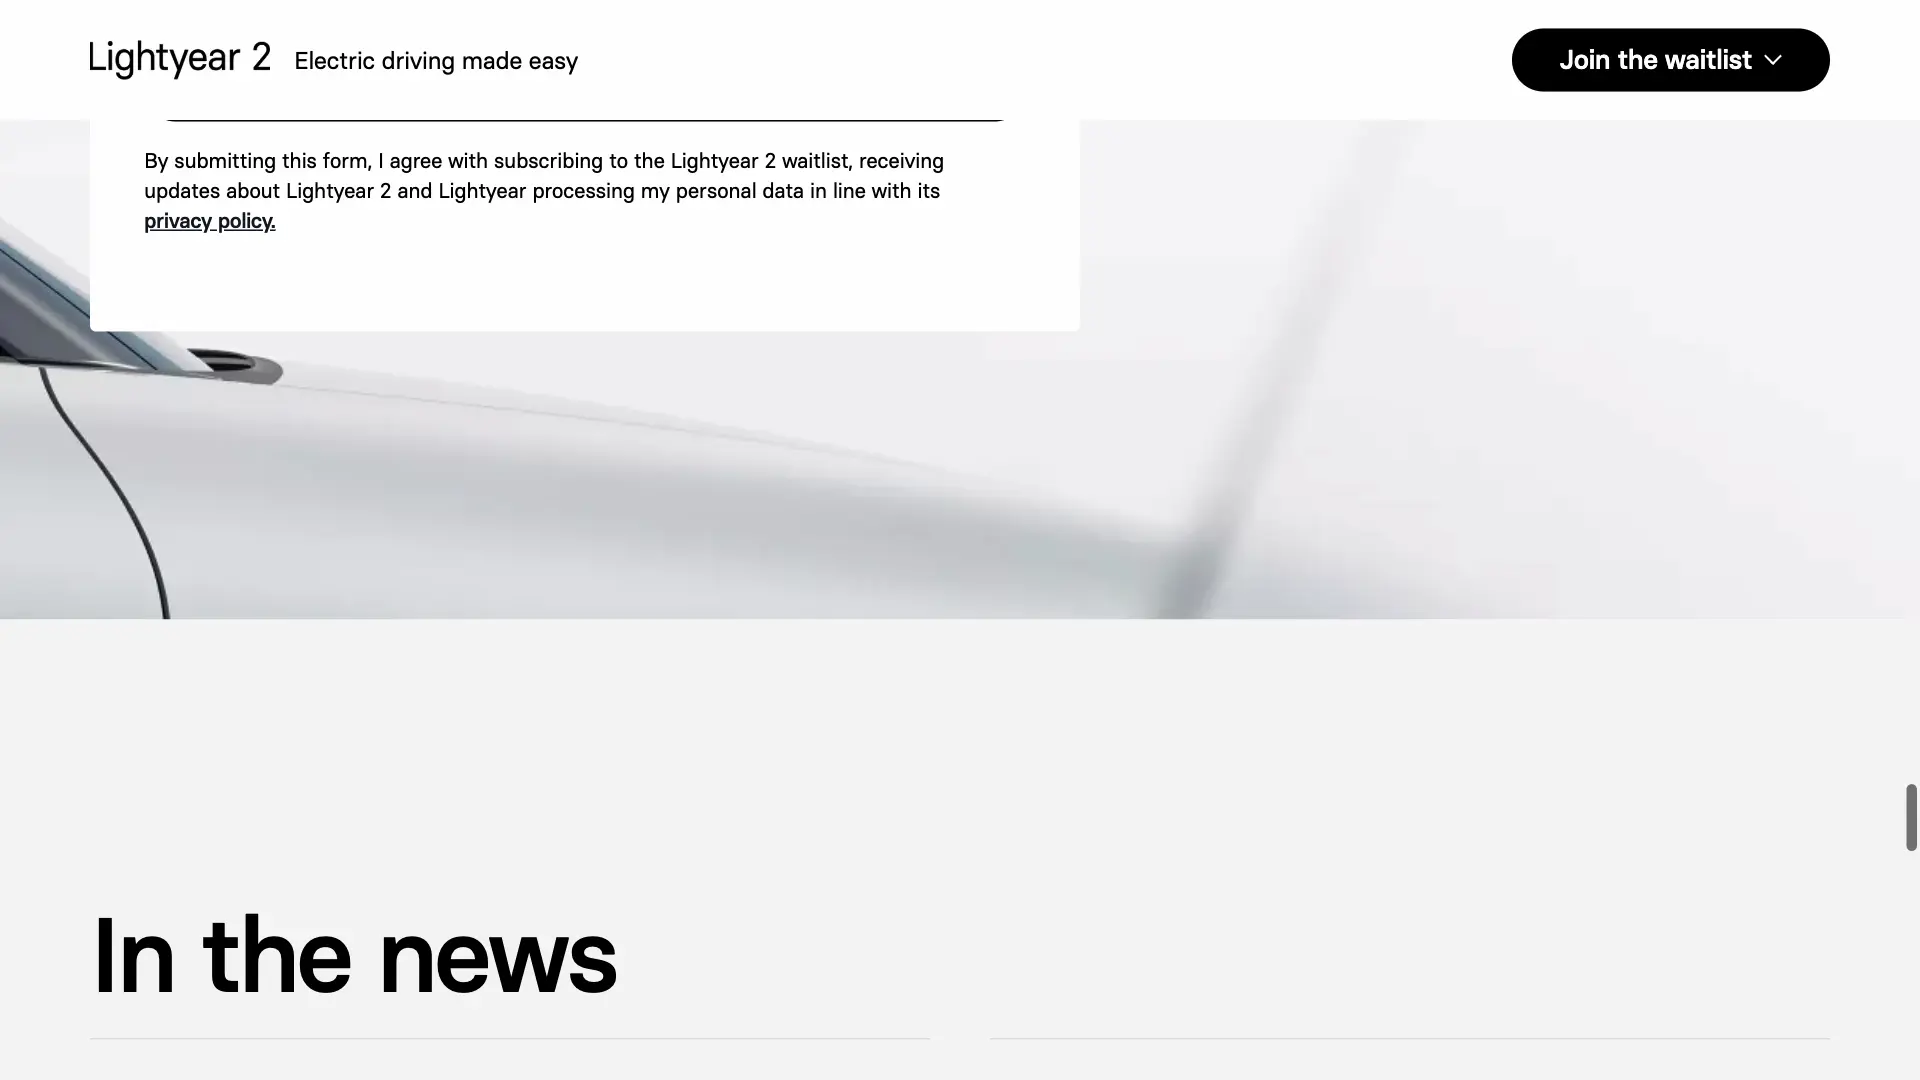 Lightyear 2 Electric driving made easy
Join the waitlist
By submitting this form, I agree with subscribing to the Lightyear 2 waitlist, receiving
updates about Lightyear 2 and Lightyear processing my personal data in line with its
privacy policy.
In the news